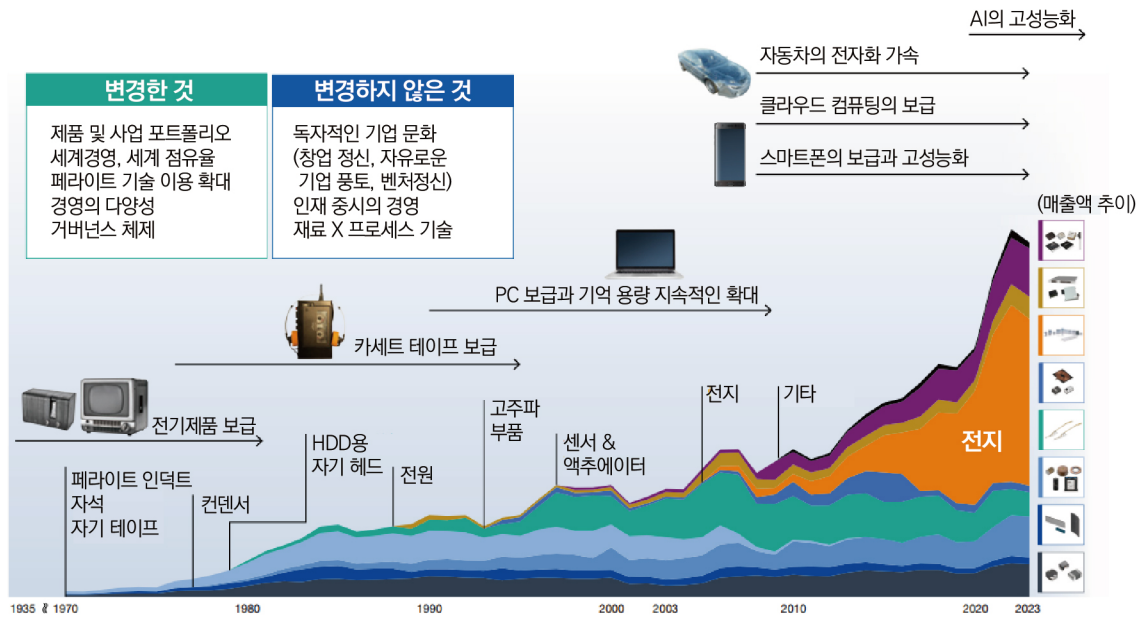 AI의 고성능화
자동차의 전자화 가속
클라우드 컴퓨팅의 보급
스마트폰의 보급과 고성능화
변경한 것
제품 및 사업 포트폴리오
세계경영, 세계 점유율
페라이트 기술 이용 확대
경영의 다양성
거버넌스 체제
변경하지 않은 것
독자적인 기업 문화
(창업 정신, 자유로운
기업 풍토, 벤처정신)
인재 중시의 경영
재료 X 프로세스 기술
(매출액 추이)
PC 보급과 기억 용량 지속적인 확대
카세트 테이프 보급
전기제품 보급
페라이트 인덕트
자석
자기 테이프
컨덴서
HDD용
자기 헤드
전원
고주파
부품
센서 &
액추에이터
전지
기타
전지
1935 1970 1980 1990 2000 2003 2010 2020 2023